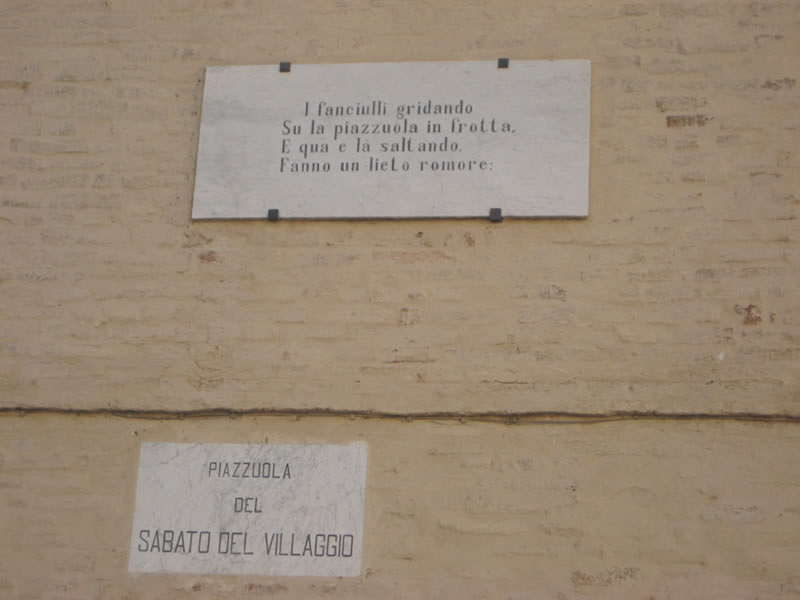 I fanciulli gridando
Su la piazzuola in frotta,
E qua e là saltando.
Fanno un lieto romore:
PIAZZUOLA
DEL
SABATO DEL VILLAGGIO